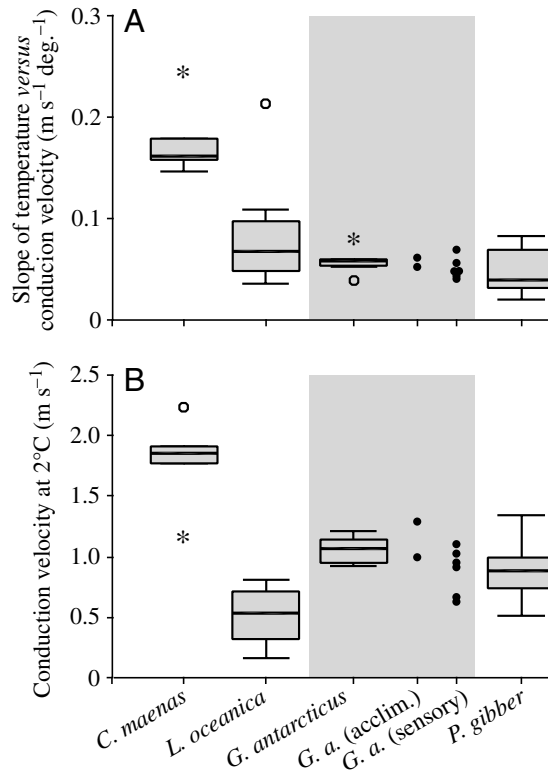 A
Slope of temperature versus
conducion velocity (m s⁻¹ deg.⁻¹)
0.3
0.2
0.1
0
B
Conduction velocity at 2°C (m s⁻¹)
2.5
2.0
1.5
1.0
0.5
0
C. maenas
L. oceanica
G. antarcticus
G. a. (acclim.)
G. a. (sensory)
P. gibber